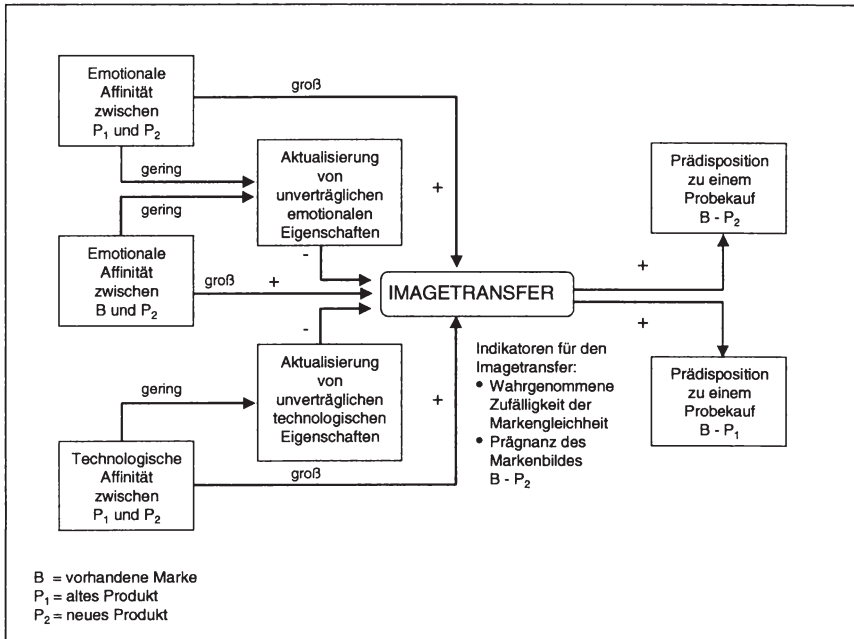 Emotionale
Affinität
zwischen
P₁ und P₂
groß
gering
gering
Aktualisierung
von
unverträglichen
emotionalen
Eigenschaften
+
-
Emotionale
Affinität
zwischen
B und P₂
groß
+
IMAGETRANSFER
-
Aktualisierung
von
unverträglichen
technologischen
Eigenschaften
+
gering
groß
Technologische
Affinität
zwischen
P₁ und P₂
Indikatoren für den
Imagetransfer:
• Wahrgenommene
Zufälligkeit der
Markengleichheit
• Prägnanz des
Markenbildes
B - P₂
+
+
Prädisposition
zu einem
Probekauf
B - P₂
Prädisposition
zu einem
Probekauf
B - P₁
B = vorhandene Marke
P₁ = altes Produkt
P₂ = neues Produkt